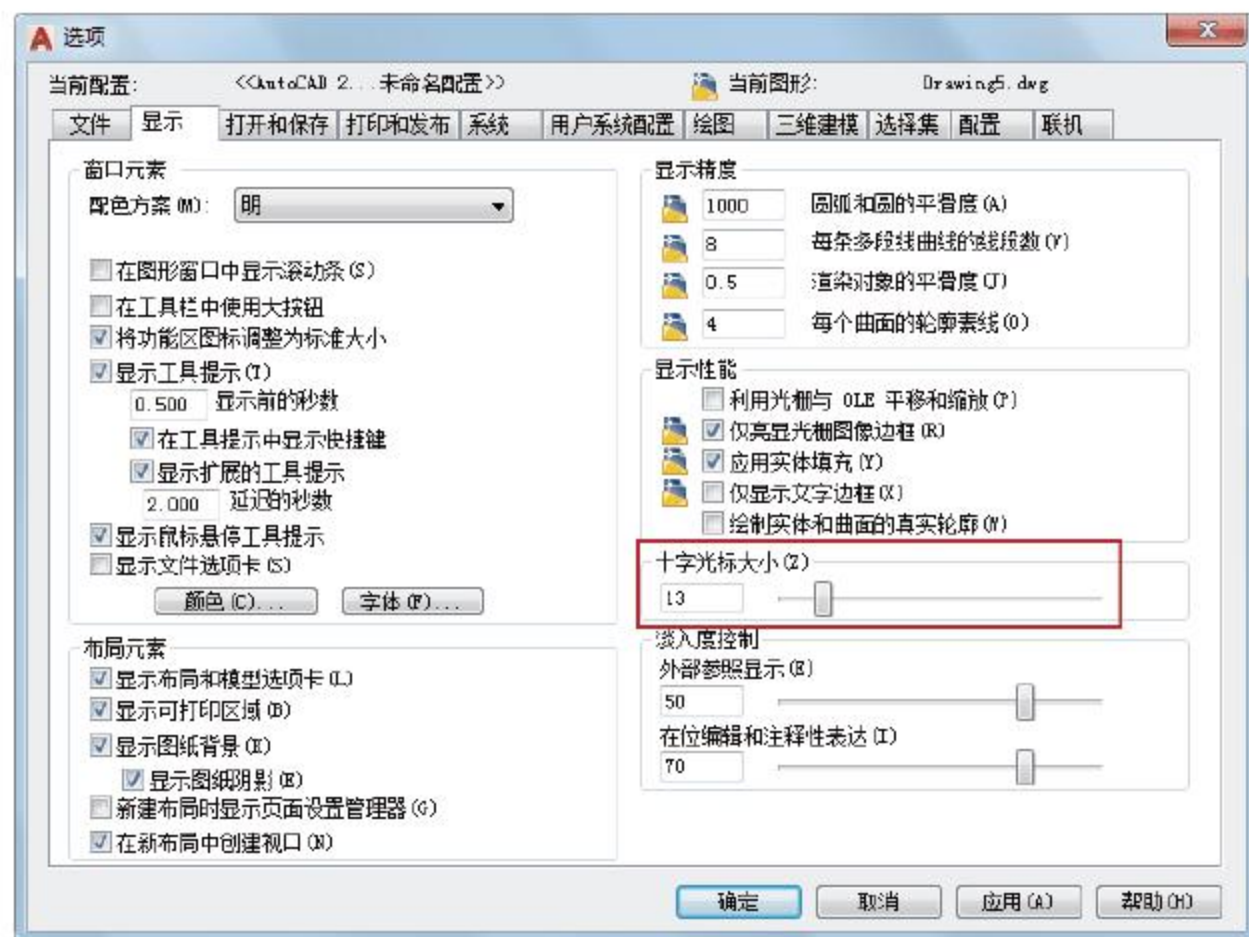 选项
当前配置: <<AutoCAD 2...未命名配置>> 当前图形: Drawing5.dwg
文件 显示 打开和保存 打印和发布 系统 用户系统配置 绘图 三维建模 选择集 配置 联机
窗口元素
配色方案(M): 明
在图形窗口中显示滚动条(S)
在工具栏中使用大按钮
将功能区图标调整为标准大小
显示工具提示(T)
0.500 显示前的秒数
在工具提示中显示快捷键
显示扩展的工具提示
2.000 延迟的秒数
显示鼠标悬停工具提示
显示文件选项卡(S)
颜色(C)... 字体(F)...
布局元素
显示布局和模型选项卡(L)
显示可打印区域(B)
显示图纸背景(K)
显示图纸阴影(E)
新建布局时显示页面设置管理器(G)
在新布局中创建视口(N)
显示精度
1000 圆弧和圆的平滑度(A)
8 每条多段线曲线的线段数(V)
0.5 渲染对象的平滑度(J)
4 每个曲面的轮廓素线(O)
显示性能
利用光栅与 OLE 平移和缩放(P)
仅亮显光栅图像边框(R)
应用实体填充(Y)
仅显示文字边框(X)
绘制实体和曲面的真实轮廓(W)
十字光标大小(Z)
13
淡入度控制
外部参照显示(E)
50
在位编辑和注释性表达(I)
70
确定 取消 应用(A) 帮助(H)